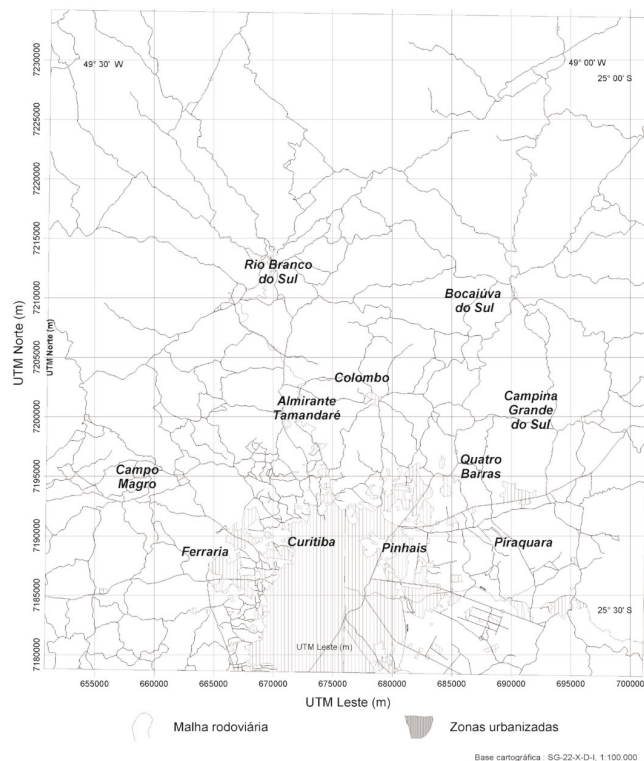 7230000
7225000
7220000
7215000
7210000
7205000
7200000
7195000
7190000
7185000
7180000
UTM Norte (m)
UTM Norte (m)
49° 30' W
49° 00' W
25° 00' S
Rio Branco
do Sul
Bocaiúva
do Sul
Colombo
Almirante
Tamandaré
Campina
Grande
do Sul
Campo
Magro
Quatro
Barras
Ferraria
Curitiba
Pinhais
Piraquara
25° 30' S
UTM Leste (m)
655000
660000
665000
670000
675000
680000
685000
690000
695000
700000
UTM Leste (m)
Malha rodoviária
Zonas urbanizadas
Base cartográfica : SG-22-X-D-I, 1:100.000